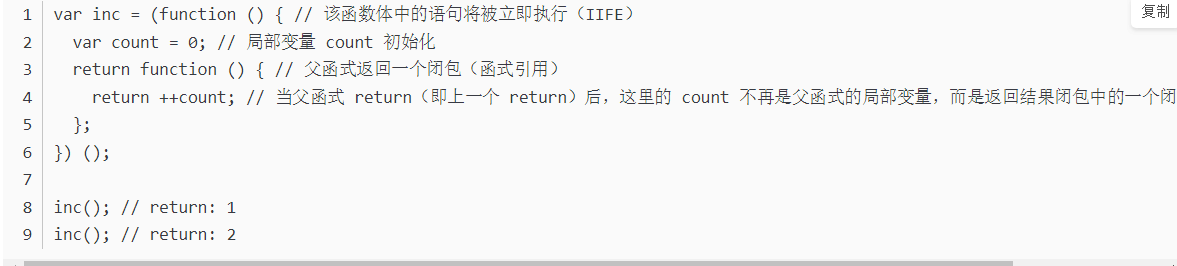 复制
1 var inc = (function () { // 该函数体中的语句将被立即执行（IIFE）
2   var count = 0; // 局部变量 count 初始化
3   return function () { // 父函式返回一个闭包（函式引用）
4     return ++count; // 当父函式 return（即上一个 return）后，这里的 count 不再是父函式的局部变量，而是返回结果闭包中的一个闭
5   };
6 }) ();
7
8 inc(); // return: 1
9 inc(); // return: 2